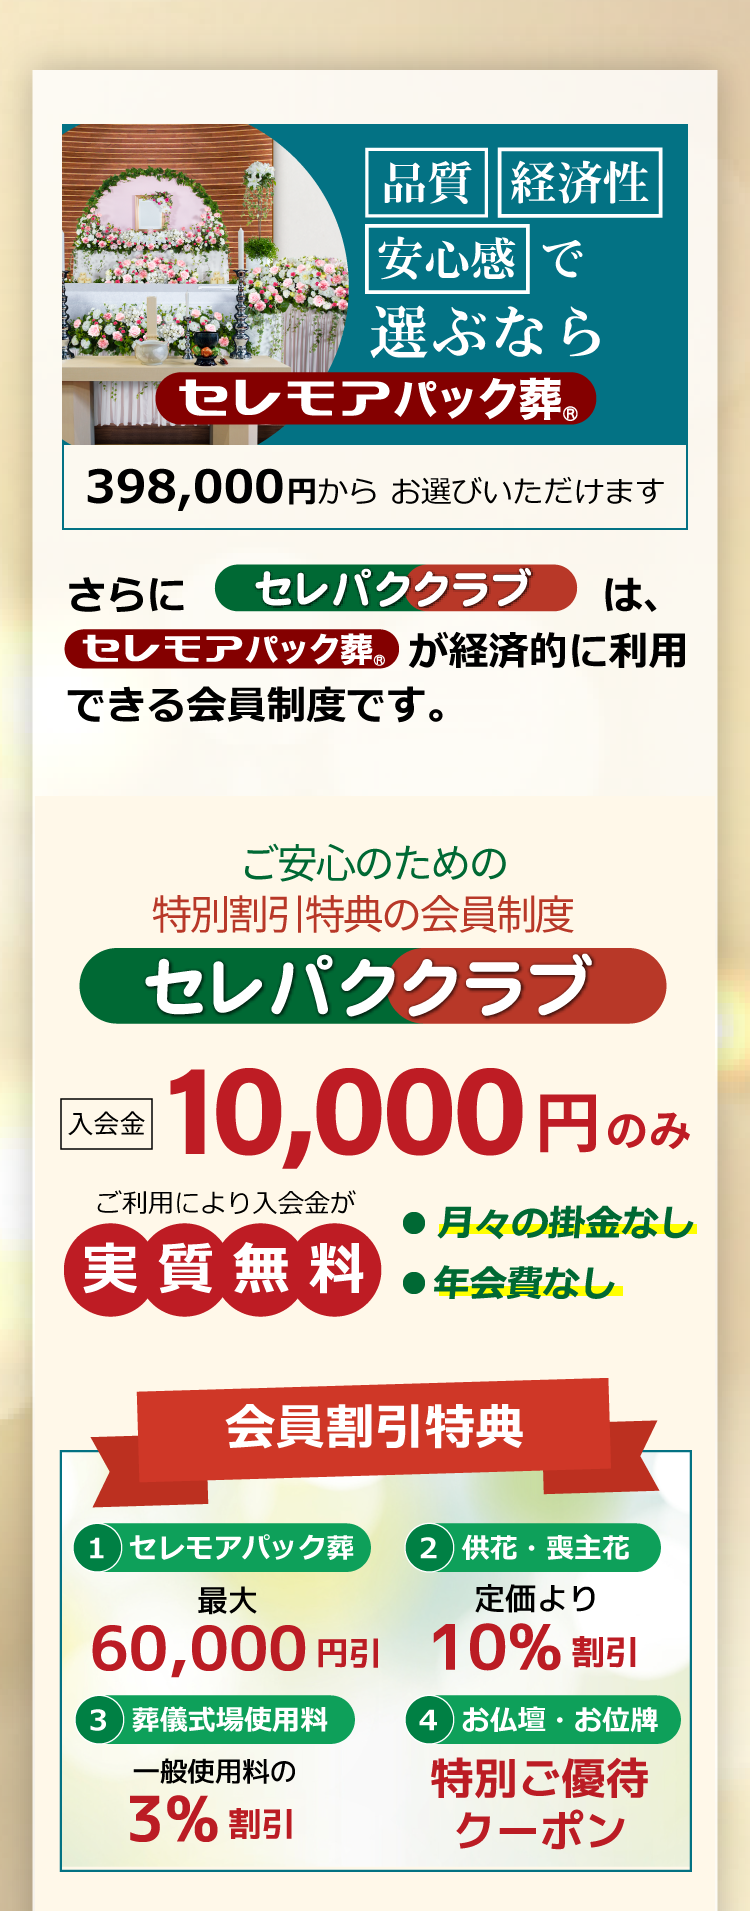 品質 経済性
安心感 で
選ぶなら
セレモアパック葬®
398,000円から お選びいただけます
さらに セレパククラブ は、
セレモアパック葬® が経済的に利用
できる会員制度です。
ご安心のための
特別割引特典の会員制度
セレパククラブ
入会金 10,000円のみ
ご利用により入会金が
実質無料
● 月々の掛金なし
● 年会費なし
会員割引特典
1 セレモアパック葬
最大
60,000円引
2 供花・喪主花
定価より
10%割引
3 葬儀式場使用料
一般使用料の
3%割引
4 お仏壇・お位牌
特別ご優待
クーポン